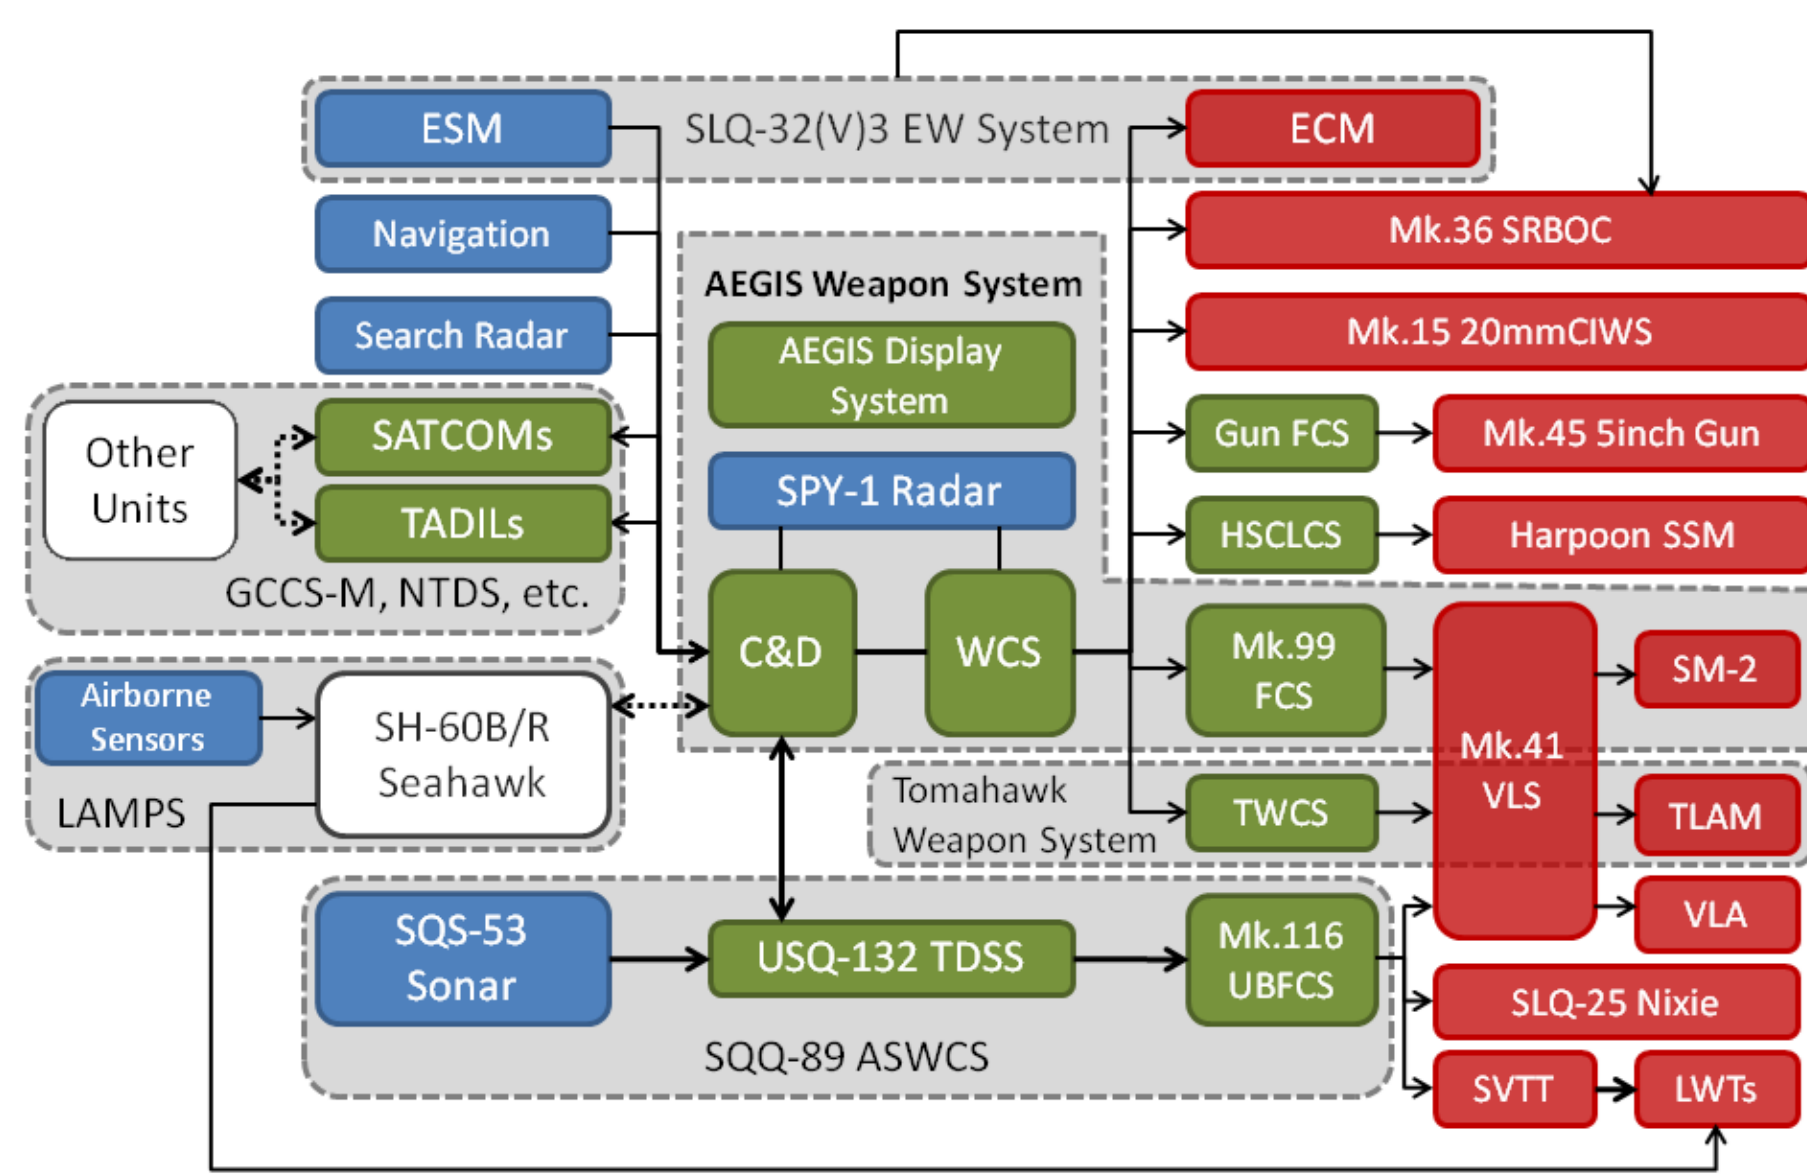 ESM
SLQ-32(V)3 EW System
ECM
Navigation
Mk.36 SRBOC
AEGIS Weapon System
Search Radar
Mk.15 20mmCIWS
AEGIS Display
System
Other
Units
SATCOMs
Gun FCS
Mk.45 5inch Gun
SPY-1 Radar
TADILs
HSCLCS
Harpoon SSM
GCCS-M, NTDS, etc.
C&D
WCS
Mk.99
FCS
SM-2
Airborne
Sensors
SH-60B/R
Seahawk
Mk.41
VLS
LAMPS
Tomahawk
Weapon System
TWCS
TLAM
SQS-53
Sonar
USQ-132 TDSS
Mk.116
UBFCS
VLA
SLQ-25 Nixie
SQQ-89 ASWCS
SVTT
LWTs